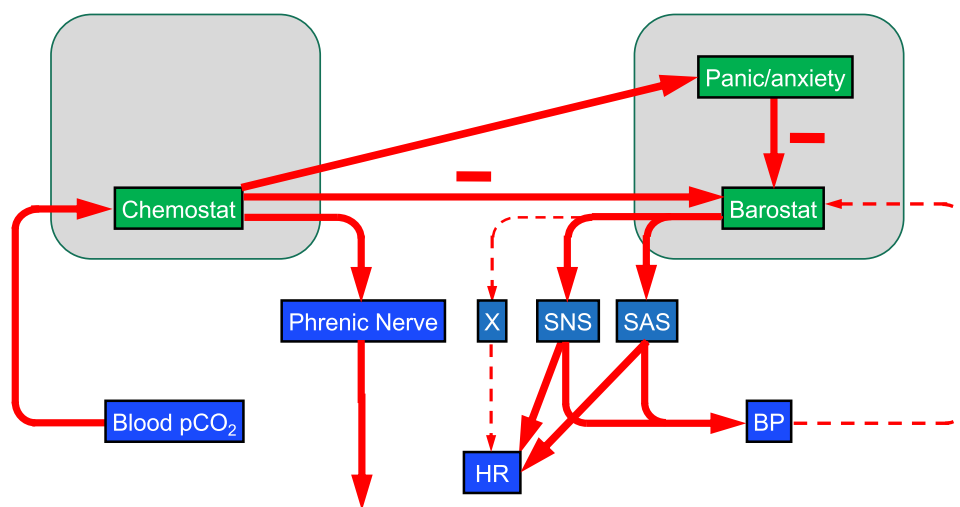 Panic/anxiety
Chemostat
Barostat
Phrenic Nerve
X
SNS
SAS
Blood pCO₂
BP
HR